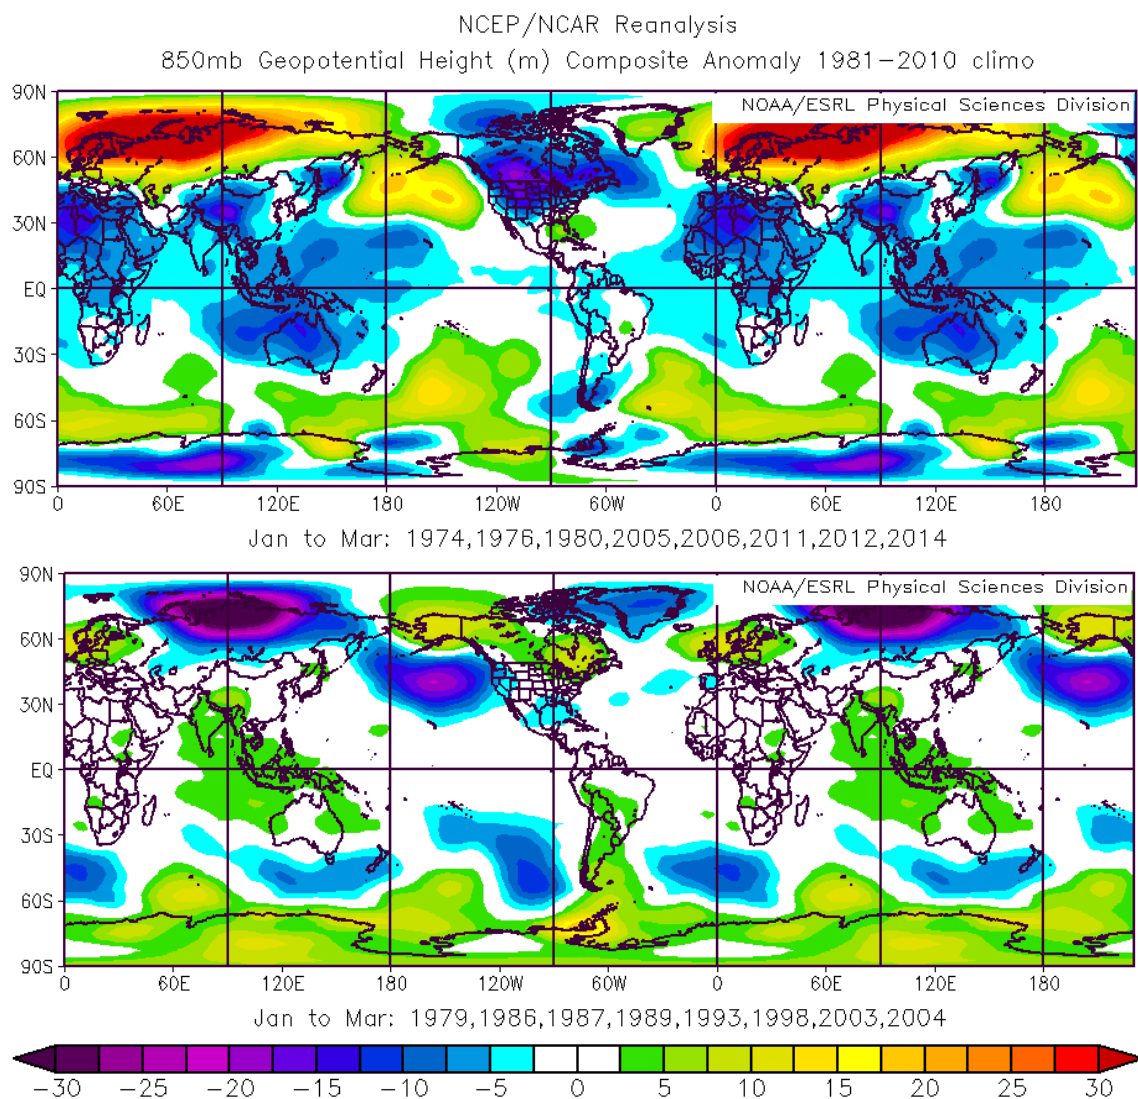 NCEP/NCAR Reanalysis
850mb Geopotential Height (m) Composite Anomaly 1981−2010 climo
NOAA/ESRL Physical Sciences Division
90N
60N
30N
EQ
30S
60S
90S
0 60E 120E 180 120W 60W 0 60E 120E 180
Jan to Mar: 1974,1976,1980,2005,2006,2011,2012,2014
NOAA/ESRL Physical Sciences Division
90N
60N
30N
EQ
30S
60S
90S
0 60E 120E 180 120W 60W 0 60E 120E 180
Jan to Mar: 1979,1986,1987,1989,1993,1998,2003,2004
−30 −25 −20 −15 −10 −5 0 5 10 15 20 25 30